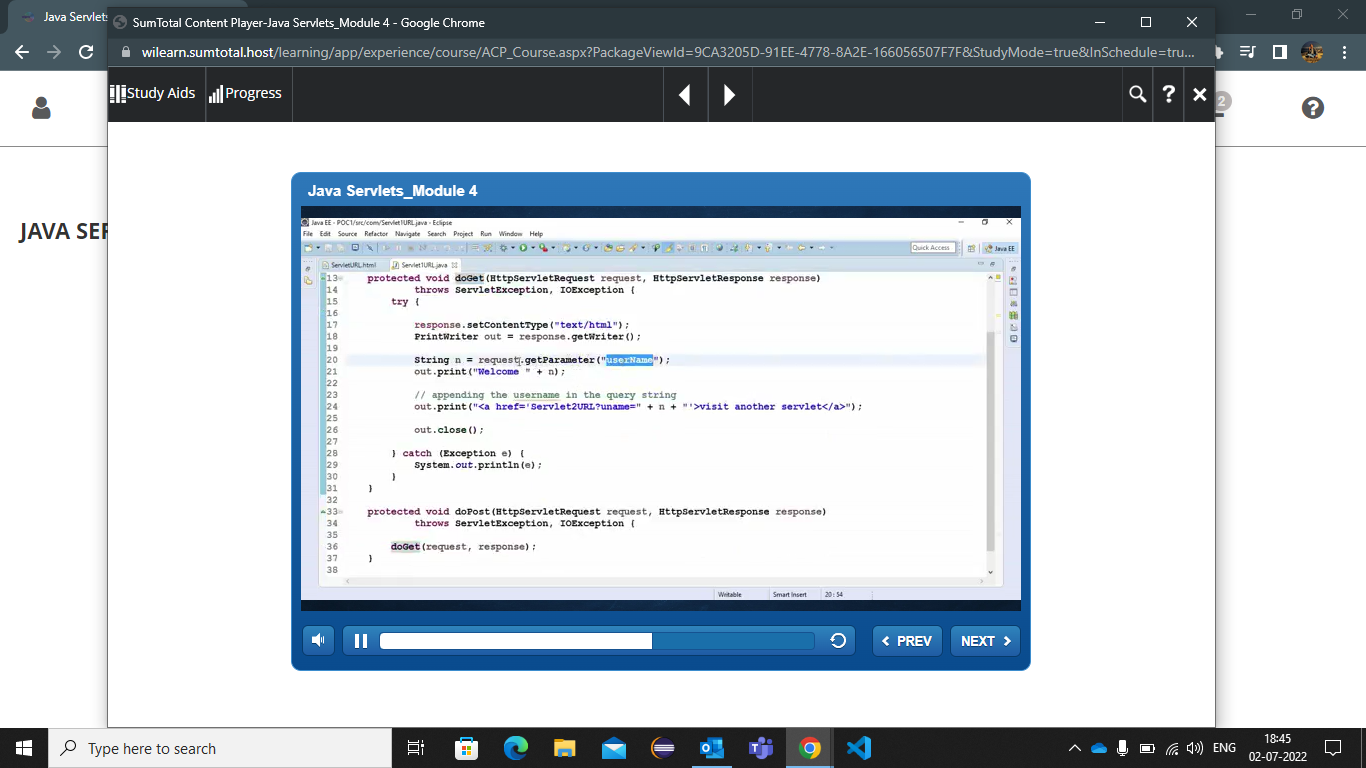 Java Servlets
SumTotal Content Player-Java Servlets_Module 4 - Google Chrome
wilearn.sumtotal.host/learning/app/experience/course/ACP_Course.aspx?PackageViewId=9CA3205D-91EE-4778-8A2E-166056507F7F&StudyMode=true&InSchedule=tru...
Study Aids
Progress
?
2
?
JAVA SER
Java Servlets_Module 4
Java EE - POC1/src/com/Servlet1URL.java - Eclipse
File Edit Source Refactor Navigate Search Project Run Window Help
Quick Access
Java EE
ServletURL.html
Servlet1URL.java
13 protected void doGet(HttpServletRequest request, HttpServletResponse response)
14 throws ServletException, IOException {
15 try {
16
17 response.setContentType("text/html");
18 PrintWriter out = response.getWriter();
19
20 String n = request.getParameter("userName");
21 out.print("Welcome " + n);
22
23 // appending the username in the query string
24 out.print("<a href='Servlet2URL?uname=" + n + "'>visit another servlet</a>");
25
26 out.close();
27
28 } catch (Exception e) {
29 System.out.println(e);
30 }
31 }
32
33 protected void doPost(HttpServletRequest request, HttpServletResponse response)
34 throws ServletException, IOException {
35
36 doGet(request, response);
37 }
38
Writable
Smart Insert
20 : 54
PREV
NEXT
Type here to search
ENG
18:45
02-07-2022